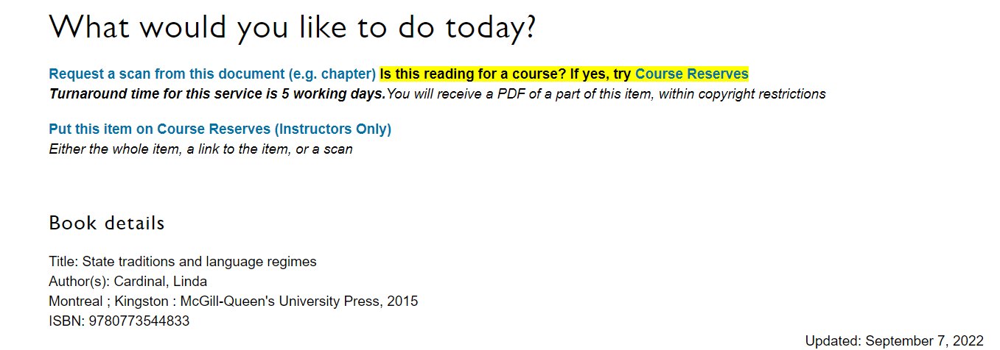 What would you like to do today?
Request a scan from this document (e.g. chapter) Is this reading for a course? If yes, try Course Reserves
Turnaround time for this service is 5 working days.You will receive a PDF of a part of this item, within copyright restrictions
Put this item on Course Reserves (Instructors Only)
Either the whole item, a link to the item, or a scan
Book details
Title: State traditions and language regimes
Author(s): Cardinal, Linda
Montreal ; Kingston : McGill-Queen's University Press, 2015
ISBN: 9780773544833
Updated: September 7, 2022